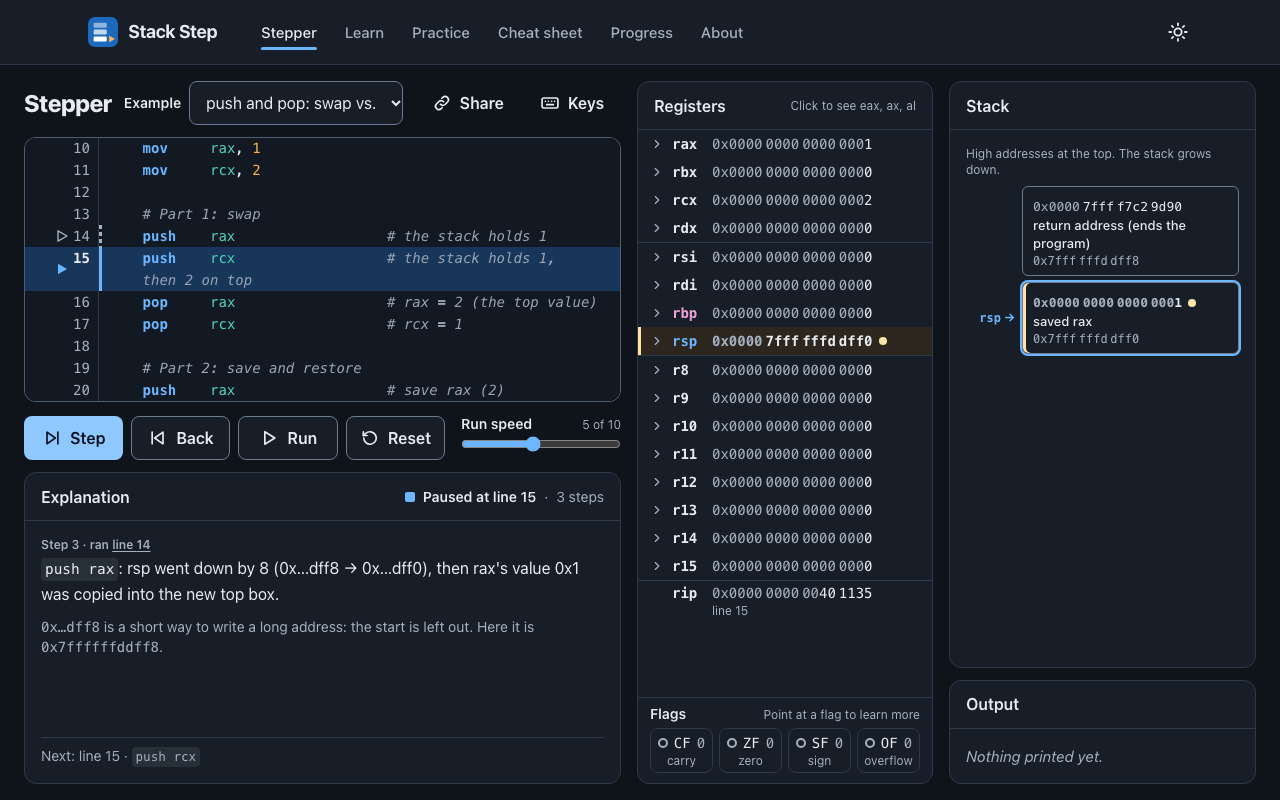 Stack Step
Stepper Learn Practice Cheat sheet Progress About
Stepper Example push and pop: swap vs. Share Keys
10 mov rax, 1
11 mov rcx, 2
12
13 # Part 1: swap
14 push rax # the stack holds 1
15 push rcx # the stack holds 1,
then 2 on top
16 pop rax # rax = 2 (the top value)
17 pop rcx # rcx = 1
18
19 # Part 2: save and restore
20 push rax # save rax (2)
Step Back Run Reset
Run speed 5 of 10
Explanation Paused at line 15 · 3 steps
Step 3 · ran line 14
push rax: rsp went down by 8 (0x...dff8 → 0x...dff0), then rax's value 0x1
was copied into the new top box.
0x…dff8 is a short way to write a long address: the start is left out. Here it is
0x7ffffffddff8.
Next: line 15 · push rcx
Registers Click to see eax, ax, al
rax 0x0000 0000 0000 0001
rbx 0x0000 0000 0000 0000
rcx 0x0000 0000 0000 0002
rdx 0x0000 0000 0000 0000
rsi 0x0000 0000 0000 0000
rdi 0x0000 0000 0000 0000
rbp 0x0000 0000 0000 0000
rsp 0x0000 7fff fffd dff0
r8 0x0000 0000 0000 0000
r9 0x0000 0000 0000 0000
r10 0x0000 0000 0000 0000
r11 0x0000 0000 0000 0000
r12 0x0000 0000 0000 0000
r13 0x0000 0000 0000 0000
r14 0x0000 0000 0000 0000
r15 0x0000 0000 0000 0000
rip 0x0000 0000 0040 1135
line 15
Flags Point at a flag to learn more
CF 0 ZF 0 SF 0 OF 0
carry zero sign overflow
Stack
High addresses at the top. The stack grows
down.
0x0000 7fff f7c2 9d90
return address (ends the
program)
0x7fff fffd dff8
rsp →
0x0000 0000 0000 0001
saved rax
0x7fff fffd dff0
Output
Nothing printed yet.